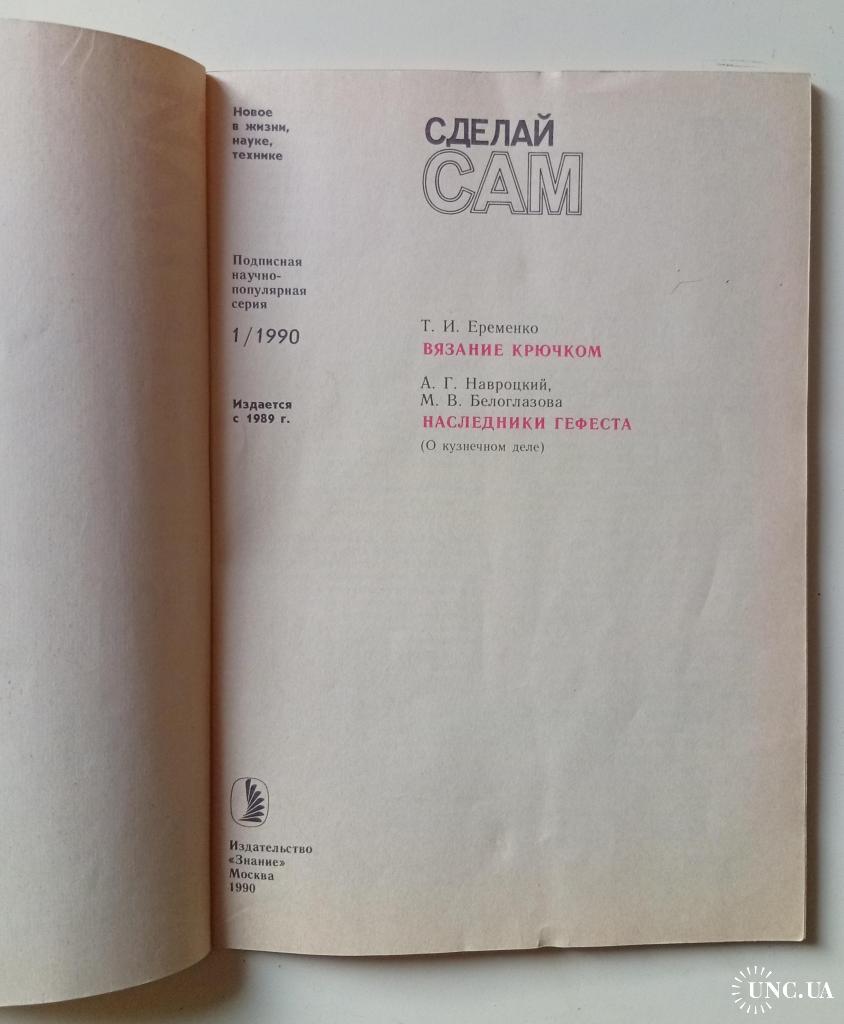 Новое
в жизни,
науке,
технике
Подписная
научно-
популярная
серия
1/1990
Издается
с 1989 г.
СДЕЛАЙ
САМ
Т. И. Еременко
ВЯЗАНИЕ КРЮЧКОМ
А. Г. Навроцкий,
М. В. Белоглазова
НАСЛЕДНИКИ ГЕФЕСТА
(О кузнечном деле)
Издательство
«Знание»
Москва
1990
UNC.UA